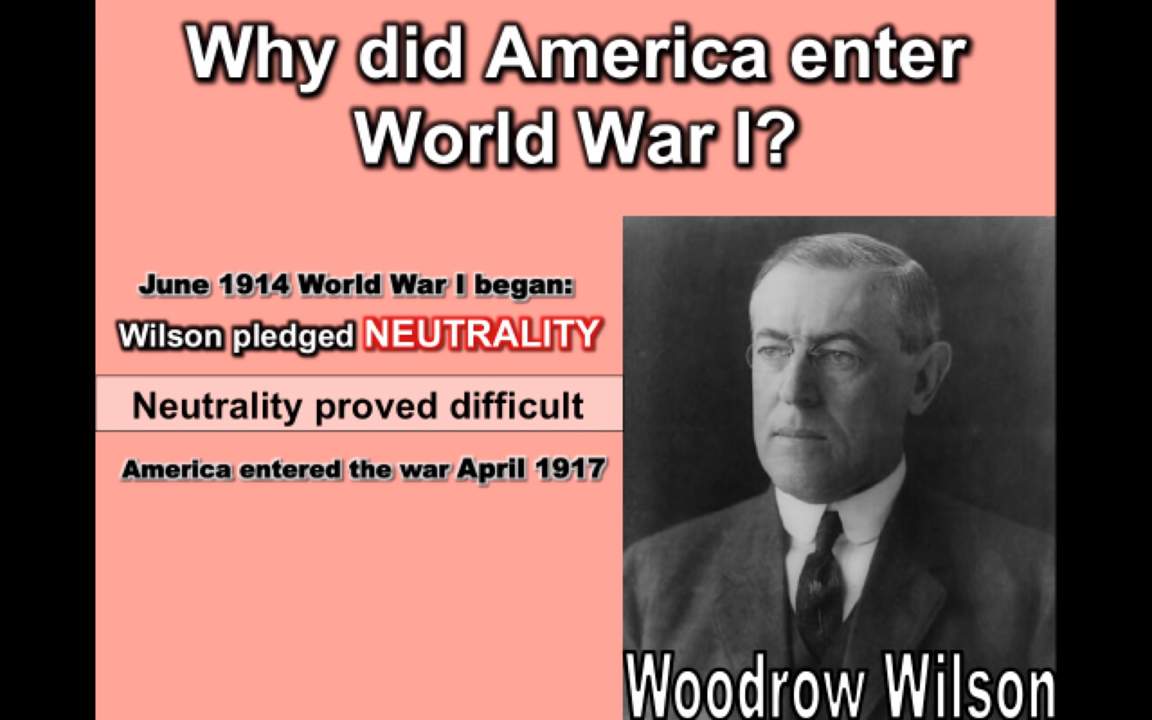 Why did America enter
World War I?
June 1914 World War I began:
Wilson pledged NEUTRALITY
Neutrality proved difficult
America entered the war April 1917
Woodrow Wilson